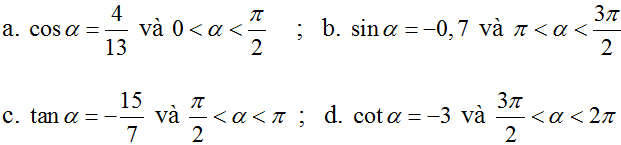 a. cos α = 4/13 và 0 < α < π/2 ; b. sin α = −0,7 và π < α < 3π/2
c. tan α = −15/7 và π/2 < α < π ; d. cot α = −3 và 3π/2 < α < 2π